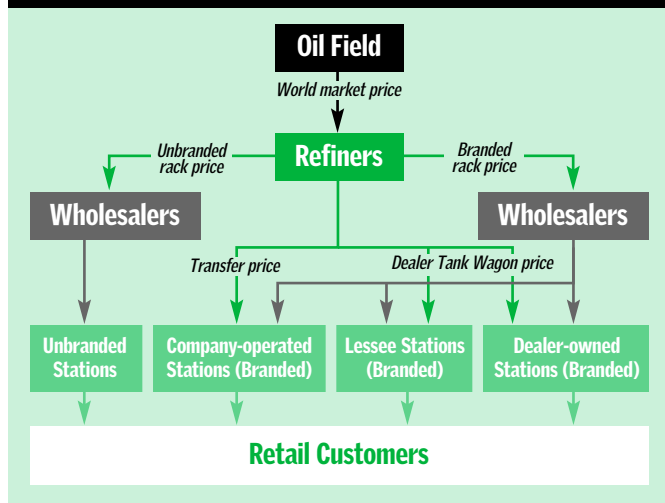 Oil Field
World market price
Unbranded
rack price
Refiners
Branded
rack price
Wholesalers
Wholesalers
Transfer price
Dealer Tank Wagon price
Unbranded
Stations
Company-operated
Stations (Branded)
Lessee Stations
(Branded)
Dealer-owned
Stations (Branded)
Retail Customers